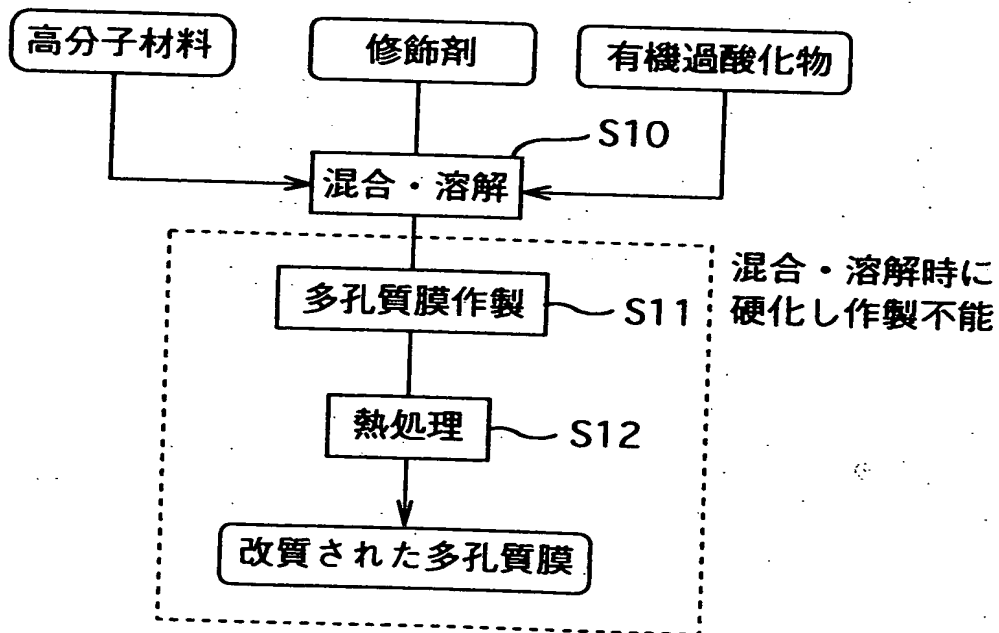 高分子材料
修飾剤
有機過酸化物
S10
混合・溶解
混合・溶解時に
硬化し作製不能
多孔質膜作製
S11
熱処理
S12
改質された多孔質膜